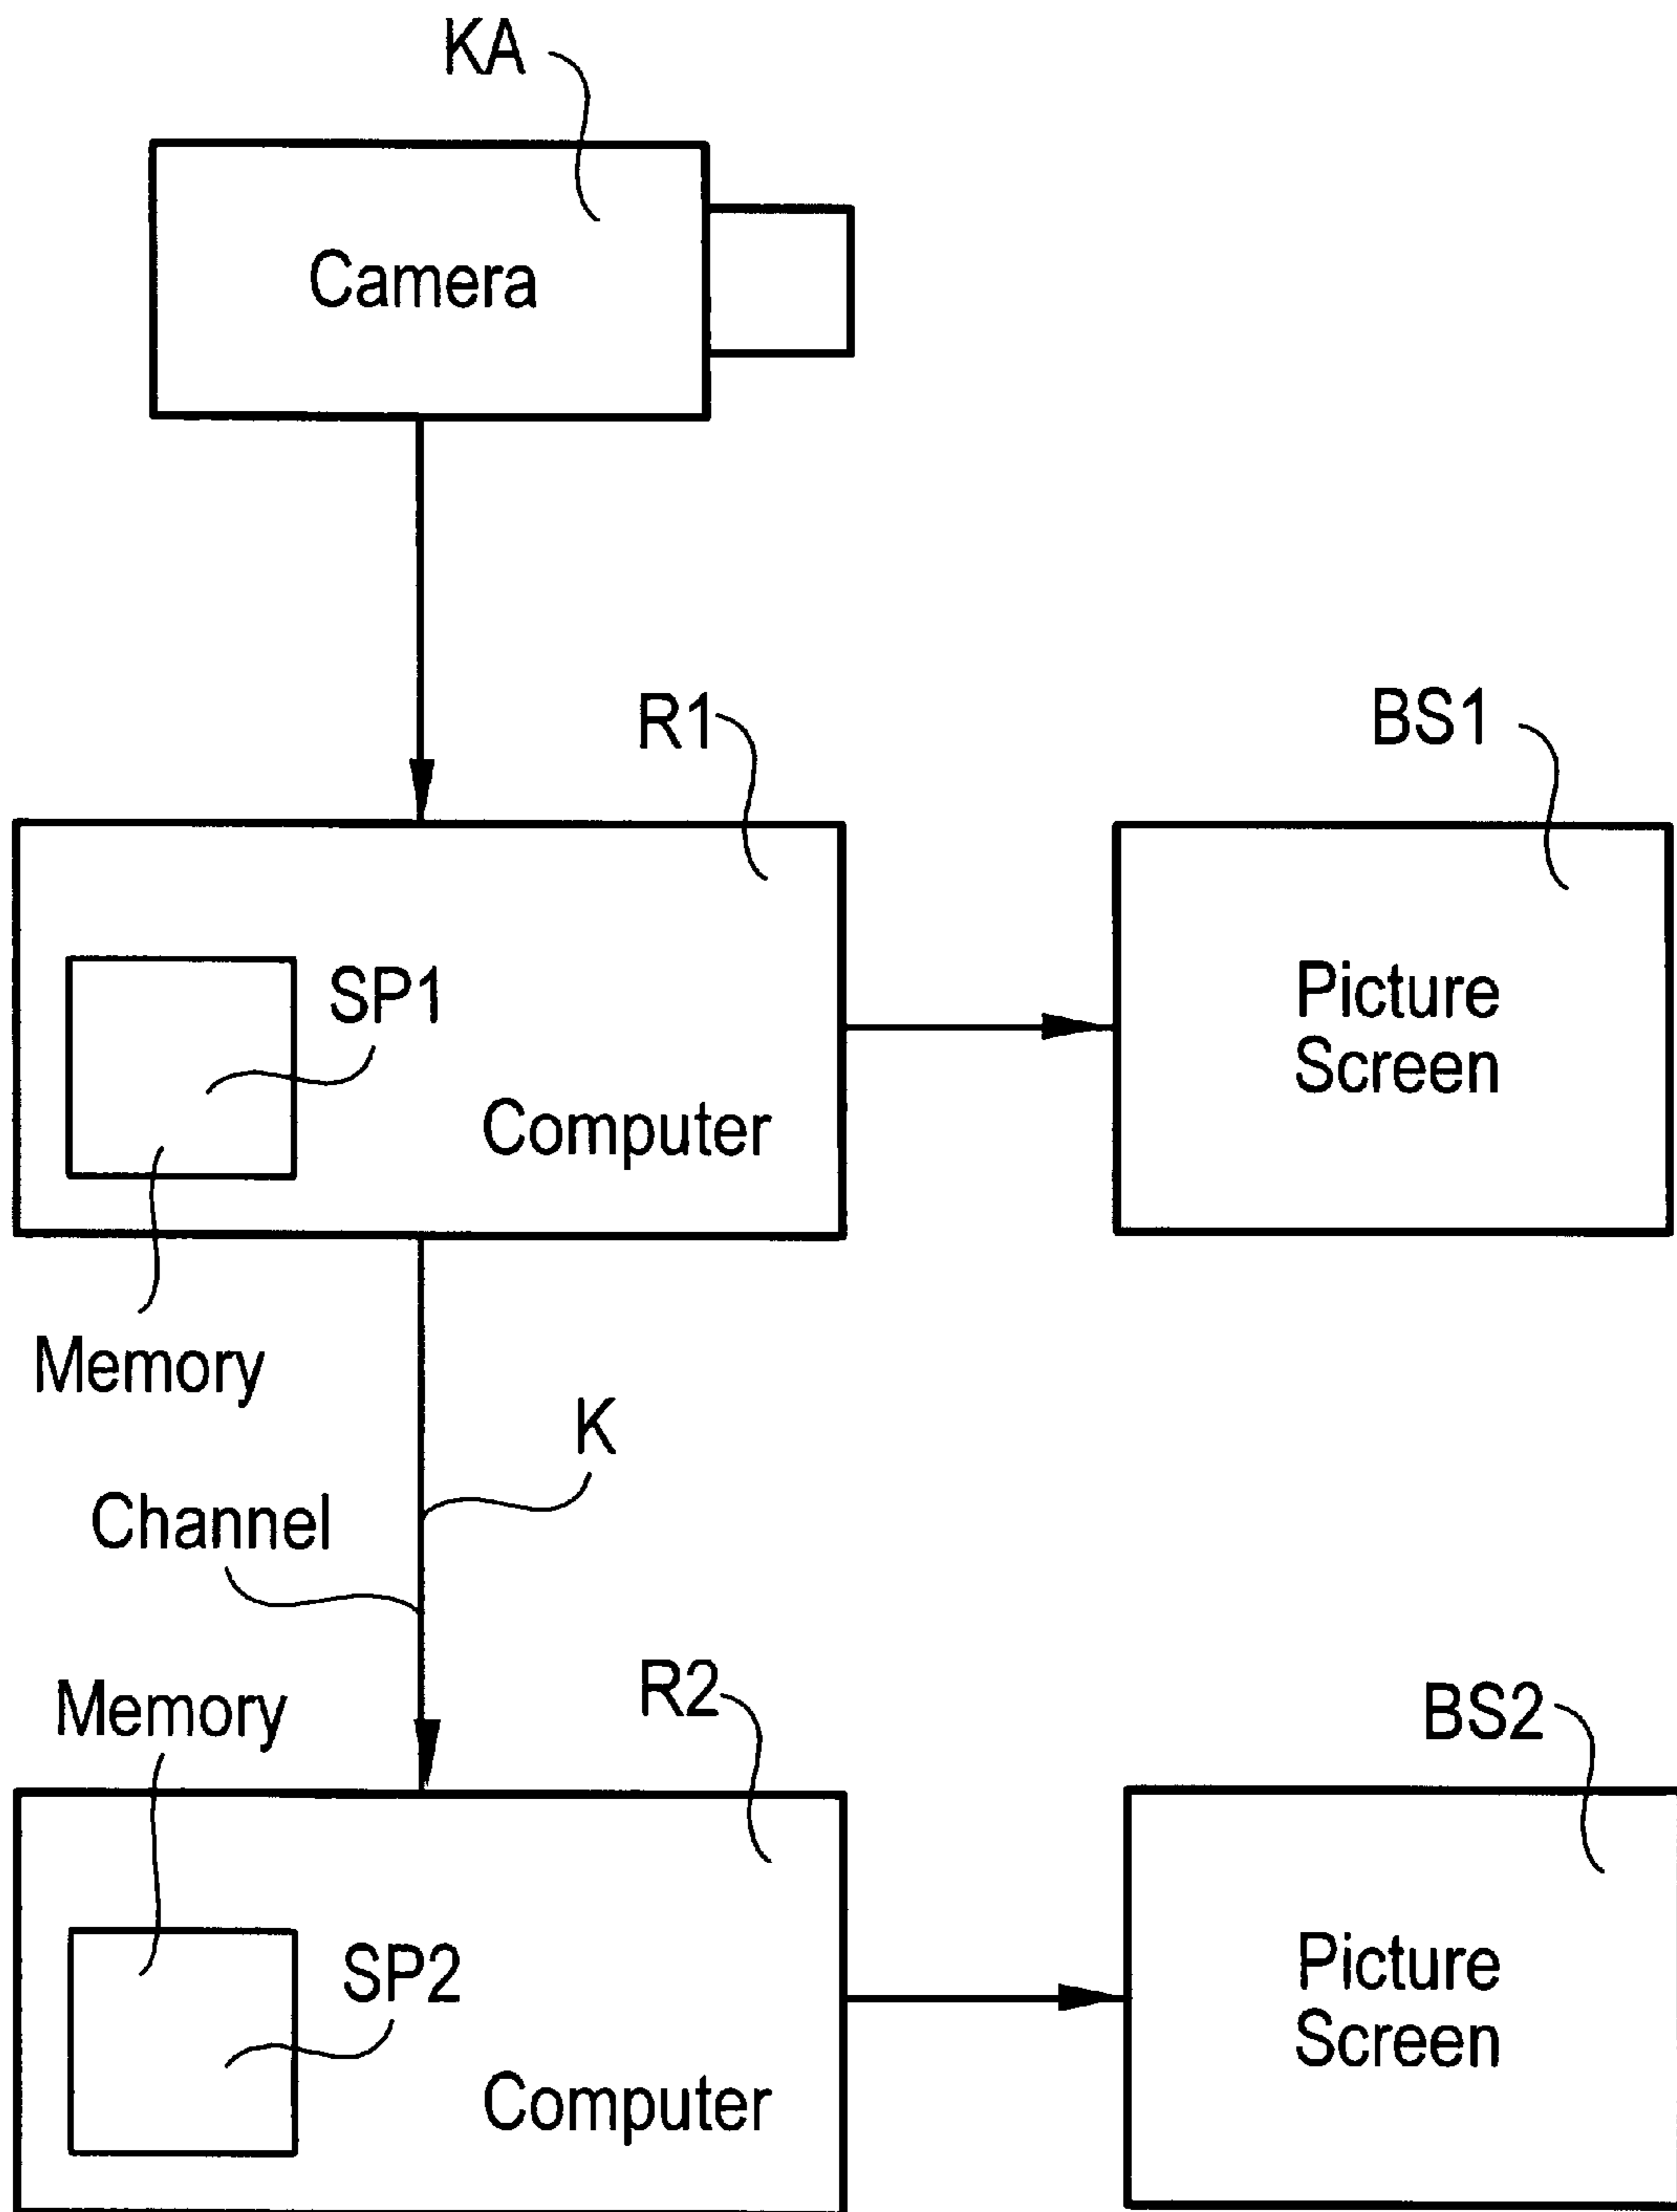 KA
Camera
R1
BS1
SP1
Picture
Screen
Computer
Memory
K
Channel
Memory
R2
BS2
SP2
Picture
Screen
Computer